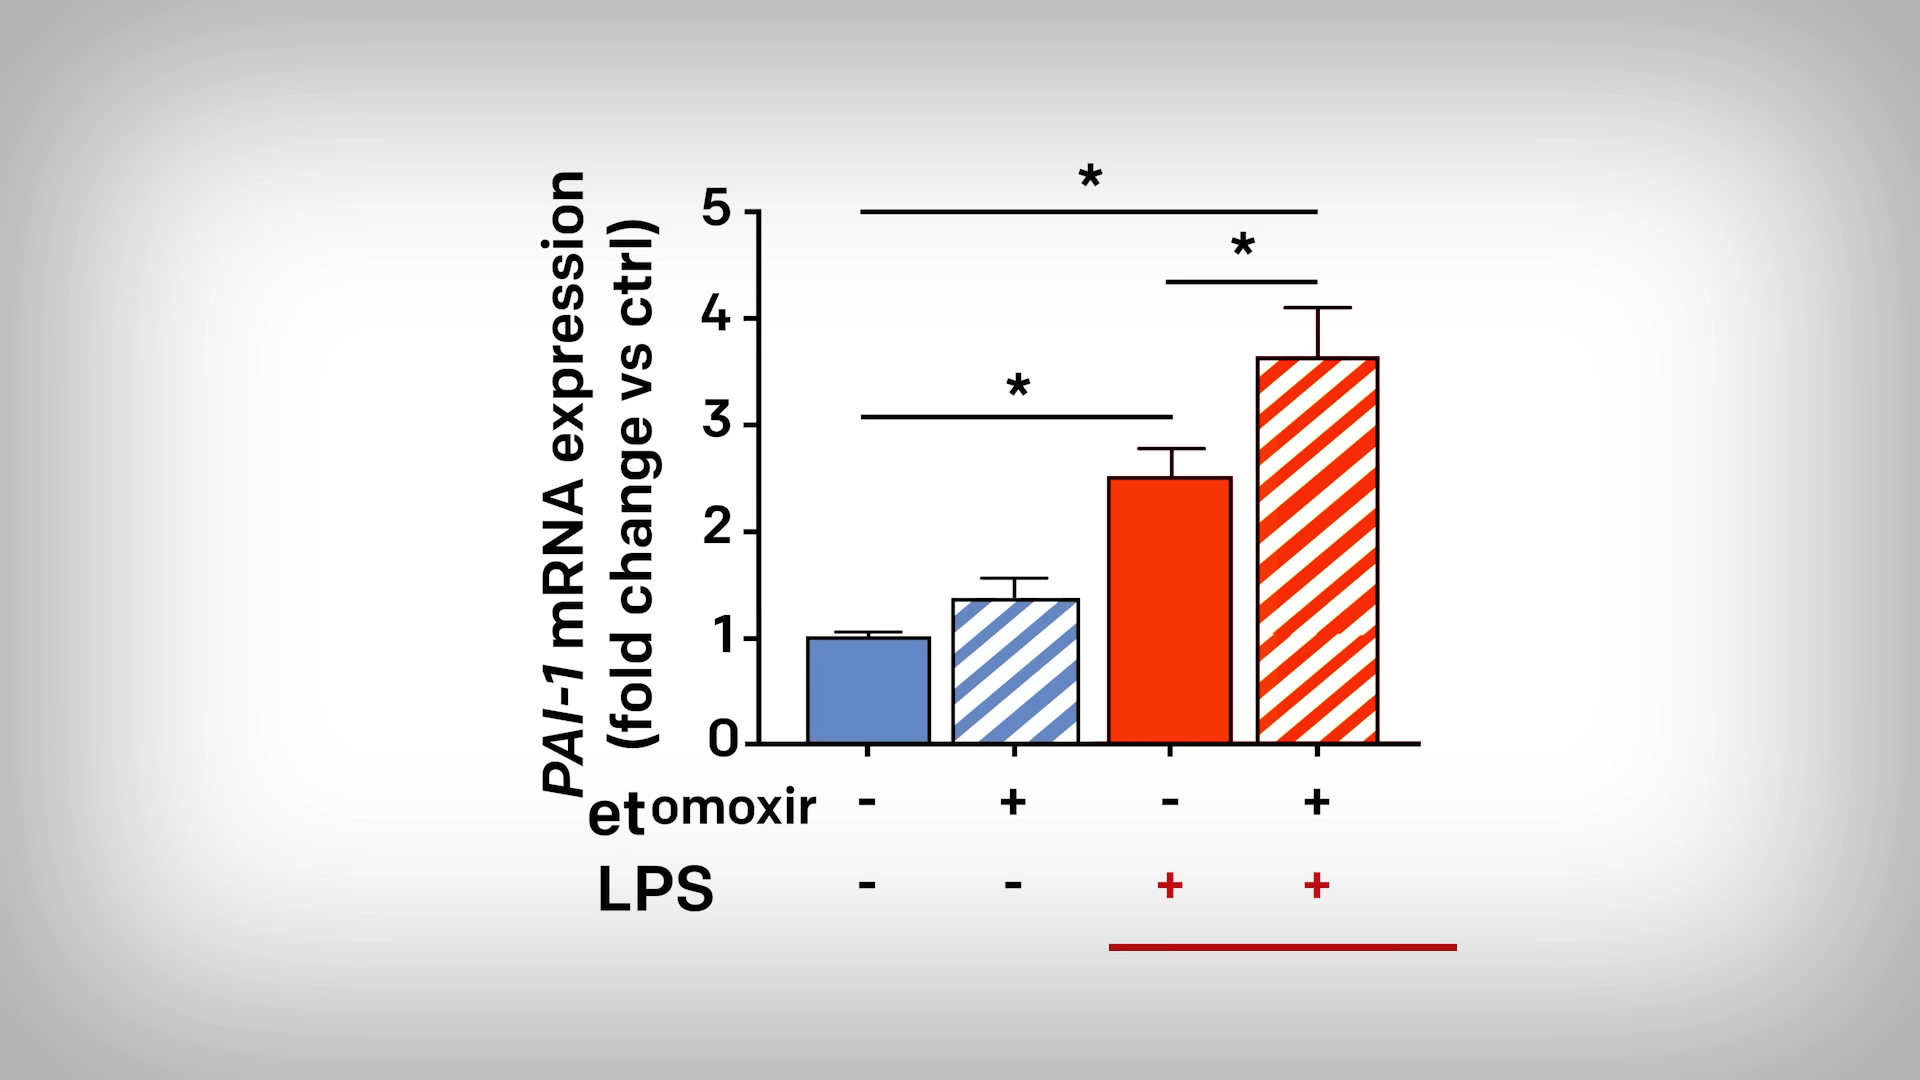 PAI-1 mRNA expression
(fold change vs ctrl)
5
4
3
2
1
0
*
*
*
etomoxir - + - +
LPS - - + +